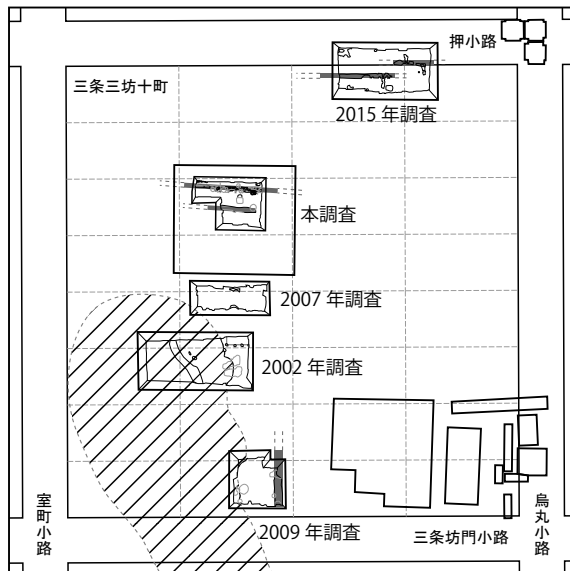 押小路
三条三坊十町
2015 年調査
本調査
2007 年調査
2002 年調査
室町小路
2009 年調査
三条坊門小路
烏丸小路